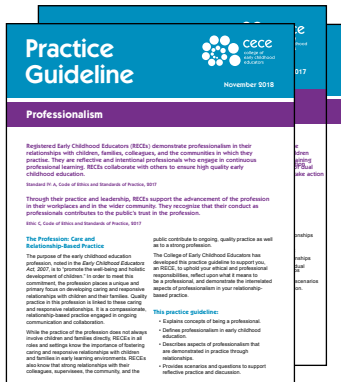 Practice
Guideline
cece
college of
early childhood
educators
November 2018
Professionalism
Registered Early Childhood Educators (RECEs) demonstrate professionalism in their
relationships with children, families, colleagues, and the communities in which they
practise. They are reflective and intentional professionals who engage in continuous
professional learning. RECEs collaborate with others to ensure high quality early
childhood education.
Standard IV: A, Code of Ethics and Standards of Practice, 2017
Through their practice and leadership, RECEs support the advancement of the profession
in their workplaces and in the wider community. They recognize that their conduct as
professionals contributes to the public's trust in the profession.
Ethic C, Code of Ethics and Standards of Practice, 2017
The Profession: Care and
Relationship-Based Practice
The purpose of the early childhood education
profession, noted in the Early Childhood Educators
Act, 2007, is to "promote the well-being and holistic
development of children." In order to meet this
commitment, the profession places a unique and
primary focus on developing caring and responsive
relationships with children and their families. Quality
practice in this profession is linked to these caring
and responsive relationships. It is a compassionate,
relationship-based practice engaged in ongoing
communication and collaboration.
While the practice of the profession does not always
involve children and families directly, RECEs in all
roles and settings know the importance of fostering
caring and responsive relationships with children
and families in early learning environments. RECEs
also know that strong relationships with their
colleagues, supervisees, the community, and the
public contribute to ongoing, quality practice as well
as to a strong profession.
The College of Early Childhood Educators has
developed this practice guideline to support you,
an RECE, to uphold your ethical and professional
responsibilities, reflect upon what it means to
be a professional, and demonstrate the interrelated
aspects of professionalism in your relationship-
based practice.
This practice guideline:
• Explains concepts of being a professional.
• Defines professionalism in early childhood
education.
• Describes aspects of professionalism that
are demonstrated in practice through
relationships.
• Provides scenarios and questions to support
reflective practice and discussion.
2017
take action